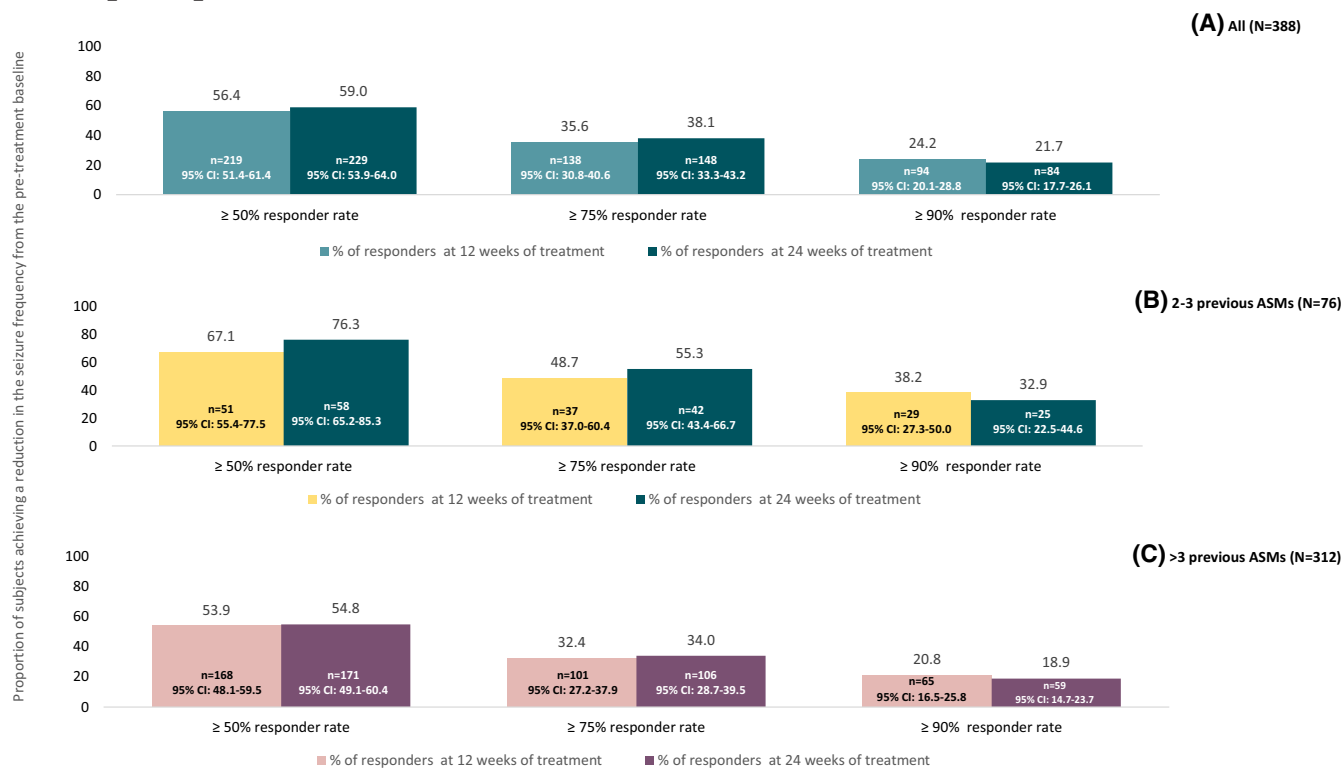 Proportion of subjects achieving a reduction in the seizure frequency from the pre-treatment baseline
(A) All (N=388)
100
80
60
40
20
0
56.4
59.0
35.6
38.1
24.2
21.7
n=219
95% CI: 51.4-61.4
n=229
95% CI: 53.9-64.0
n=138
95% CI: 30.8-40.6
n=148
95% CI: 33.3-43.2
n=94
95% CI: 20.1-28.8
n=84
95% CI: 17.7-26.1
≥ 50% responder rate
≥ 75% responder rate
≥ 90% responder rate
% of responders at 12 weeks of treatment
% of responders at 24 weeks of treatment
(B) 2-3 previous ASMs (N=76)
100
80
60
40
20
0
67.1
76.3
48.7
55.3
38.2
32.9
n=51
95% CI: 55.4-77.5
n=58
95% CI: 65.2-85.3
n=37
95% CI: 37.0-60.4
n=42
95% CI: 43.4-66.7
n=29
95% CI: 27.3-50.0
n=25
95% CI: 22.5-44.6
≥ 50% responder rate
≥ 75% responder rate
≥ 90% responder rate
% of responders at 12 weeks of treatment
% of responders at 24 weeks of treatment
(C) >3 previous ASMs (N=312)
100
80
60
40
20
0
53.9
54.8
32.4
34.0
20.8
18.9
n=168
95% CI: 48.1-59.5
n=171
95% CI: 49.1-60.4
n=101
95% CI: 27.2-37.9
n=106
95% CI: 28.7-39.5
n=65
95% CI: 16.5-25.8
n=59
95% CI: 14.7-23.7
≥ 50% responder rate
≥ 75% responder rate
≥ 90% responder rate
% of responders at 12 weeks of treatment
% of responders at 24 weeks of treatment